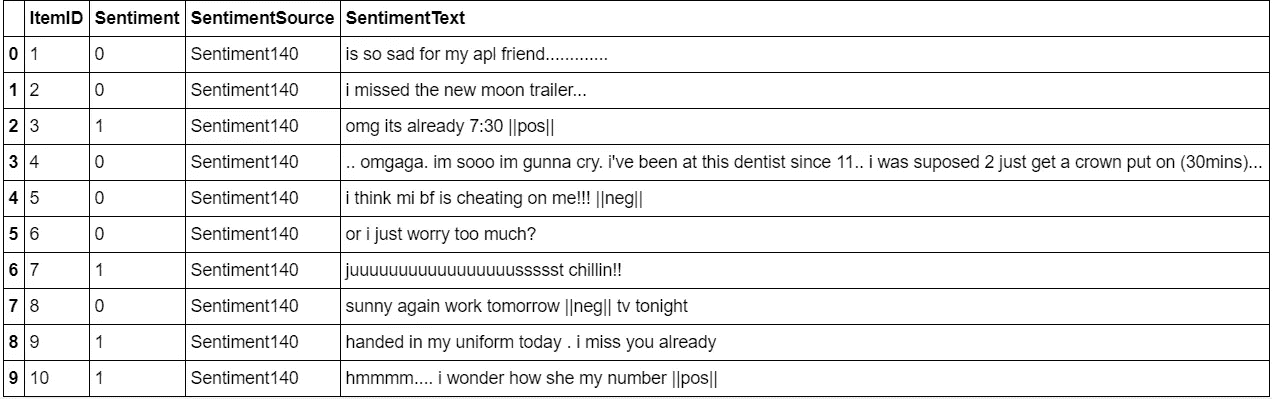 ItemID Sentiment SentimentSource SentimentText
0 1 0 Sentiment140 is so sad for my apl friend.............
1 2 0 Sentiment140 i missed the new moon trailer...
2 3 1 Sentiment140 omg its already 7:30 ||pos||
3 4 0 Sentiment140 .. omgaga. im sooo im gunna cry. i've been at this dentist since 11.. i was suposed 2 just get a crown put on (30mins)...
4 5 0 Sentiment140 i think mi bf is cheating on me!!! ||neg||
5 6 0 Sentiment140 or i just worry too much?
6 7 1 Sentiment140 juuuuuuuuuuuuuuuuussssst chillin!!
7 8 0 Sentiment140 sunny again work tomorrow ||neg|| tv tonight
8 9 1 Sentiment140 handed in my uniform today . i miss you already
9 10 1 Sentiment140 hmmmm.... i wonder how she my number ||pos||